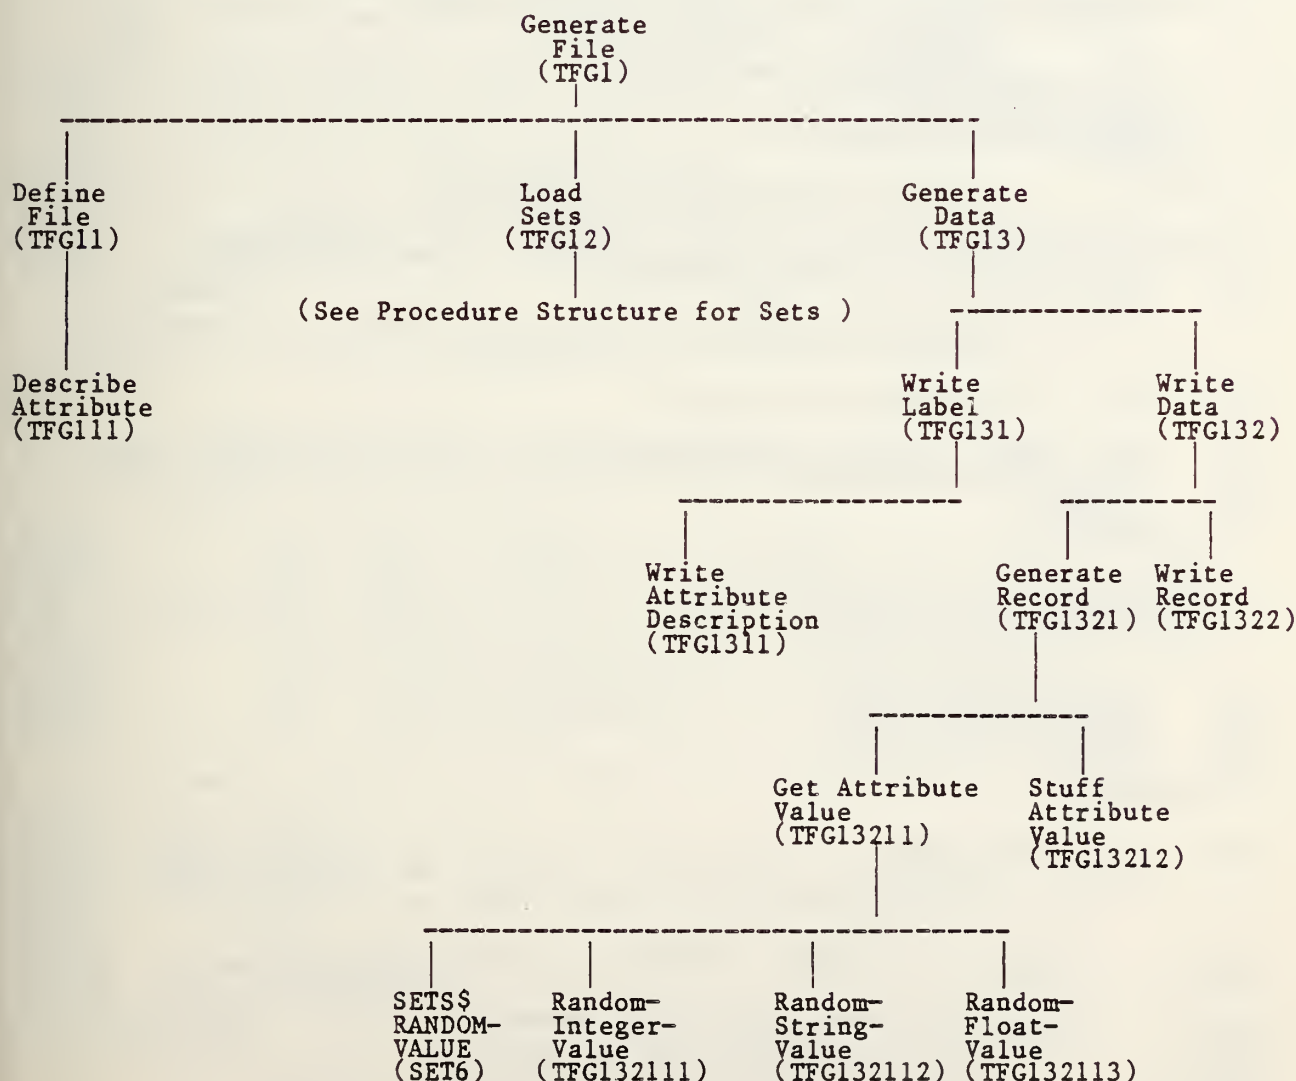 Generate
File
(TFG1)
Define
File
(TFG11)
Load
Sets
(TFG12)
Generate
Data
(TFG13)
(See Procedure Structure for Sets )
Describe
Attribute
(TFG111)
Write
Label
(TFG131)
Write
Data
(TFG132)
Write
Attribute
Description
(TFG1311)
Generate
Record
(TFG1321)
Write
Record
(TFG1322)
Get Attribute
Value
(TFG13211)
Stuff
Attribute
Value
(TFG13212)
SETS$
RANDOM-
VALUE
(SET6)
Random-
Integer-
Value
(TFG132111)
Random-
String-
Value
(TFG132112)
Random-
Float-
Value
(TFG132113)